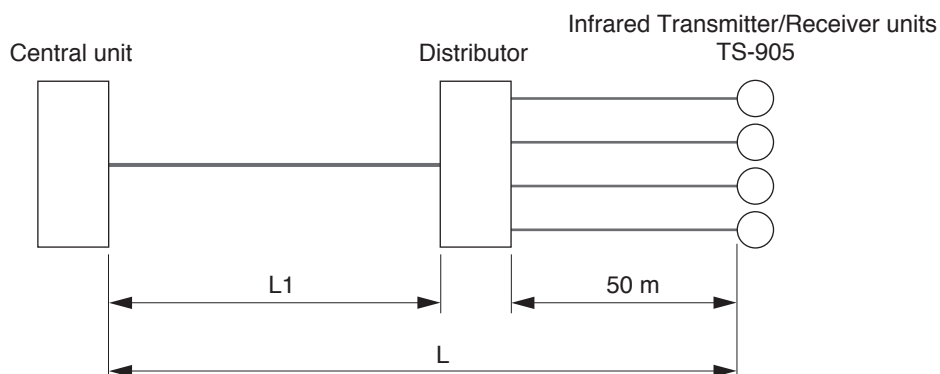 Infrared Transmitter/Receiver units
Central unit
Distributor
TS-905
L1
50 m
L